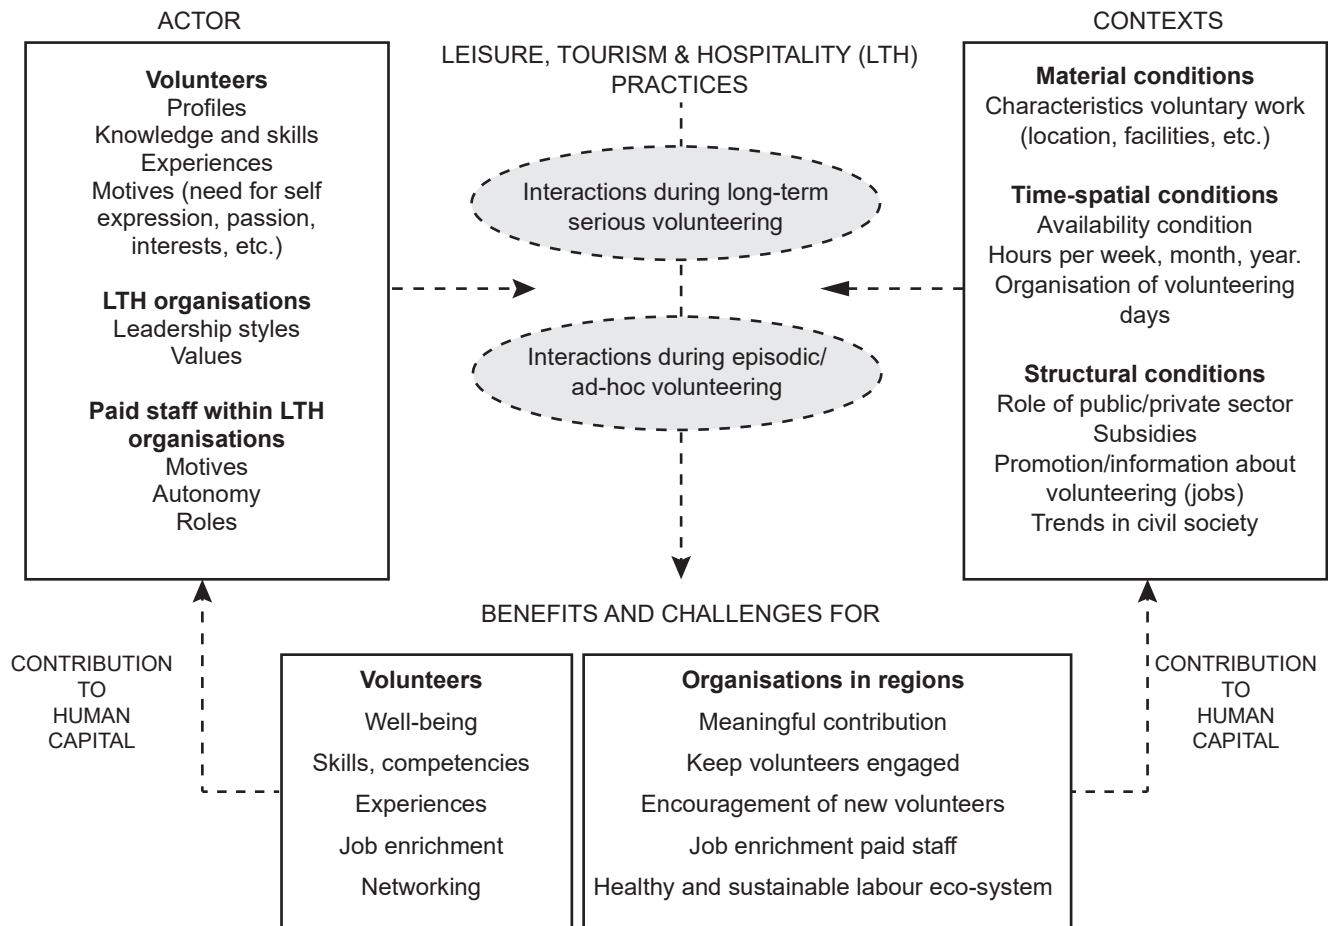 ACTOR
Volunteers
Profiles
Knowledge and skills
Experiences
Motives (need for self
expression, passion,
interests, etc.)
LTH organisations
Leadership styles
Values
Paid staff within LTH
organisations
Motives
Autonomy
Roles
LEISURE, TOURISM & HOSPITALITY (LTH)
PRACTICES
Interactions during long-term
serious volunteering
Interactions during episodic/
ad-hoc volunteering
CONTEXTS
Material conditions
Characteristics voluntary work
(location, facilities, etc.)
Time-spatial conditions
Availability condition
Hours per week, month, year.
Organisation of volunteering
days
Structural conditions
Role of public/private sector
Subsidies
Promotion/information about
volunteering (jobs)
Trends in civil society
BENEFITS AND CHALLENGES FOR
CONTRIBUTION
TO
HUMAN
CAPITAL
Volunteers
Well-being
Skills, competencies
Experiences
Job enrichment
Networking
Organisations in regions
Meaningful contribution
Keep volunteers engaged
Encouragement of new volunteers
Job enrichment paid staff
Healthy and sustainable labour eco-system
CONTRIBUTION
TO
HUMAN
CAPITAL